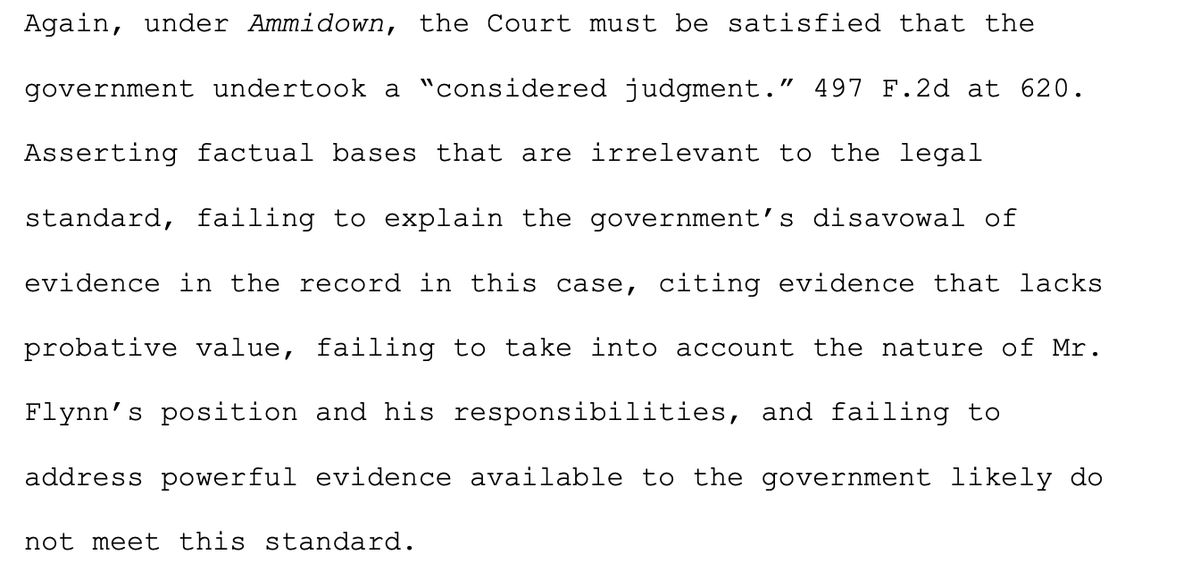 Again, under Ammidown, the Court must be satisfied that the
government undertook a “considered judgment.” 497 F.2d at 620.
Asserting factual bases that are irrelevant to the legal
standard, failing to explain the government’s disavowal of
evidence in the record in this case, citing evidence that lacks
probative value, failing to take into account the nature of Mr.
Flynn’s position and his responsibilities, and failing to
address powerful evidence available to the government likely do
not meet this standard.